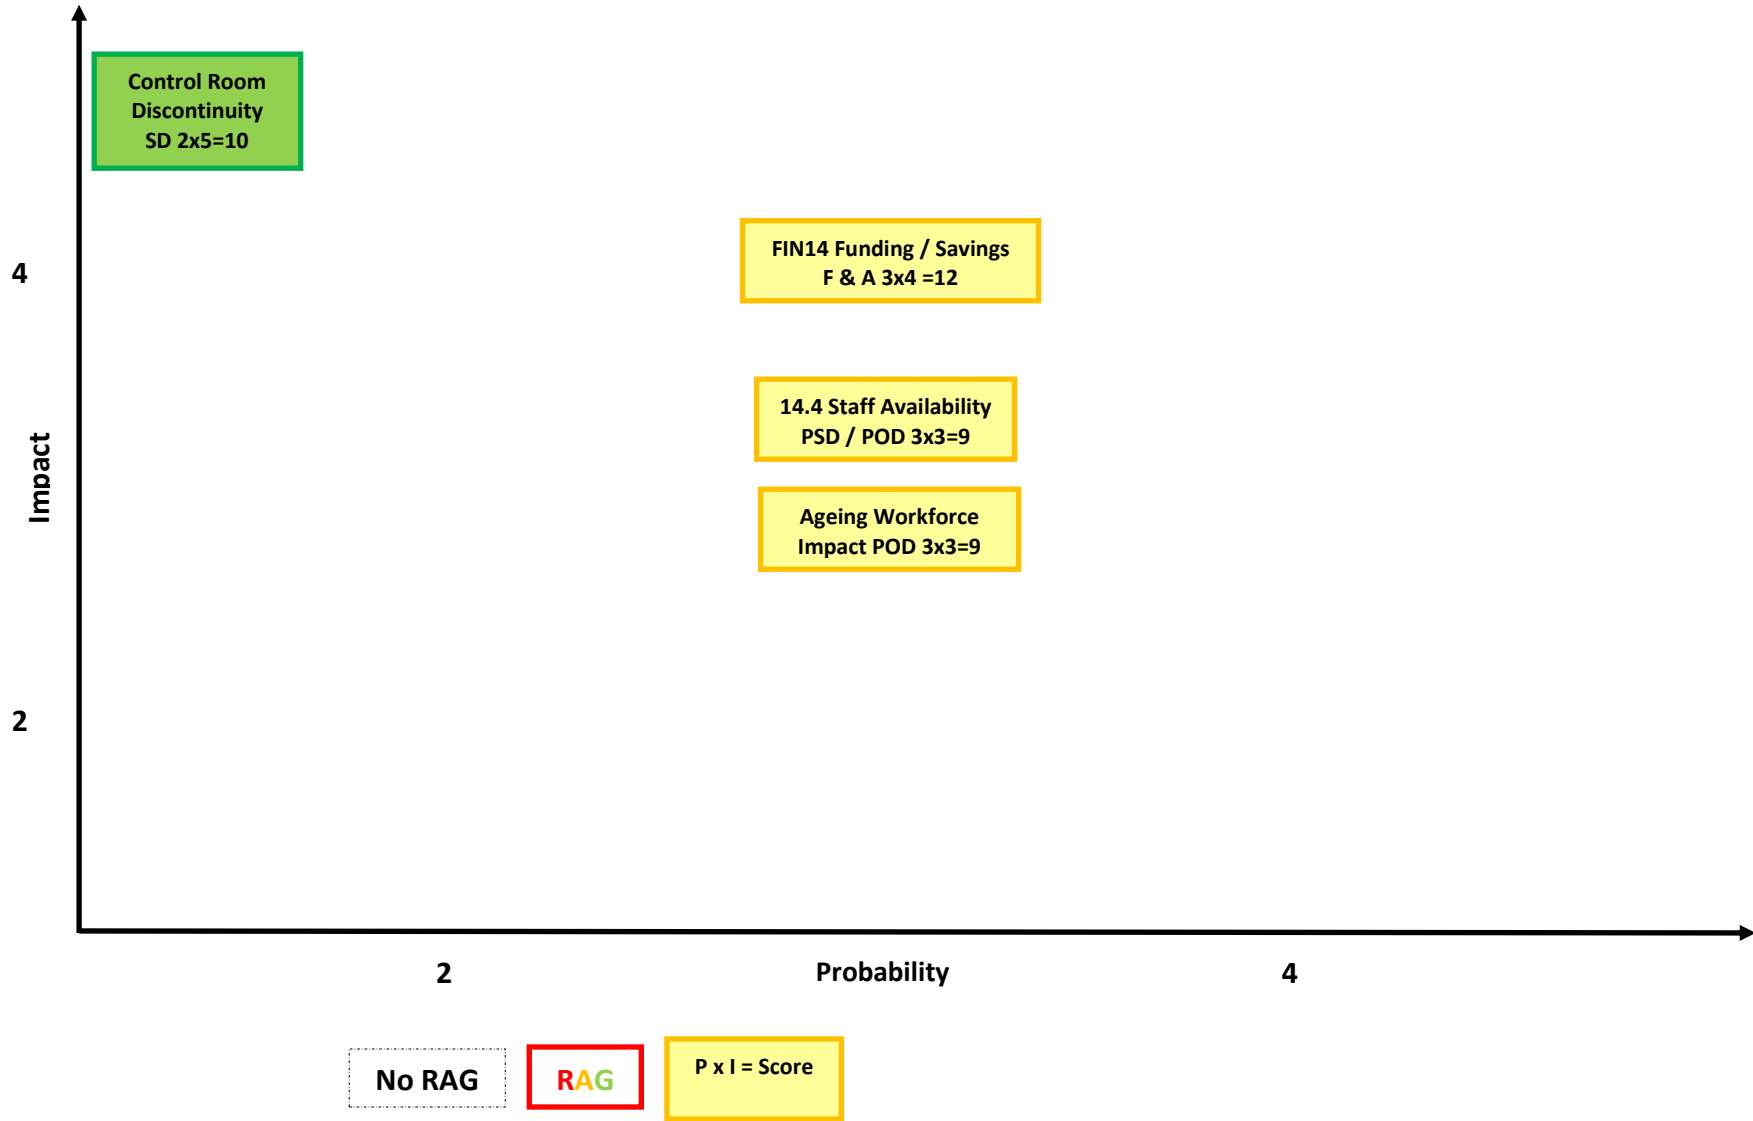 Control Room
Discontinuity
SD 2x5=10
FIN14 Funding / Savings
F & A 3x4 =12
4
14.4 Staff Availability
PSD / POD 3x3=9
Impact
Ageing Workforce
Impact POD 3x3=9
2
2
Probability
4
No RAG
RAG
P x I = Score